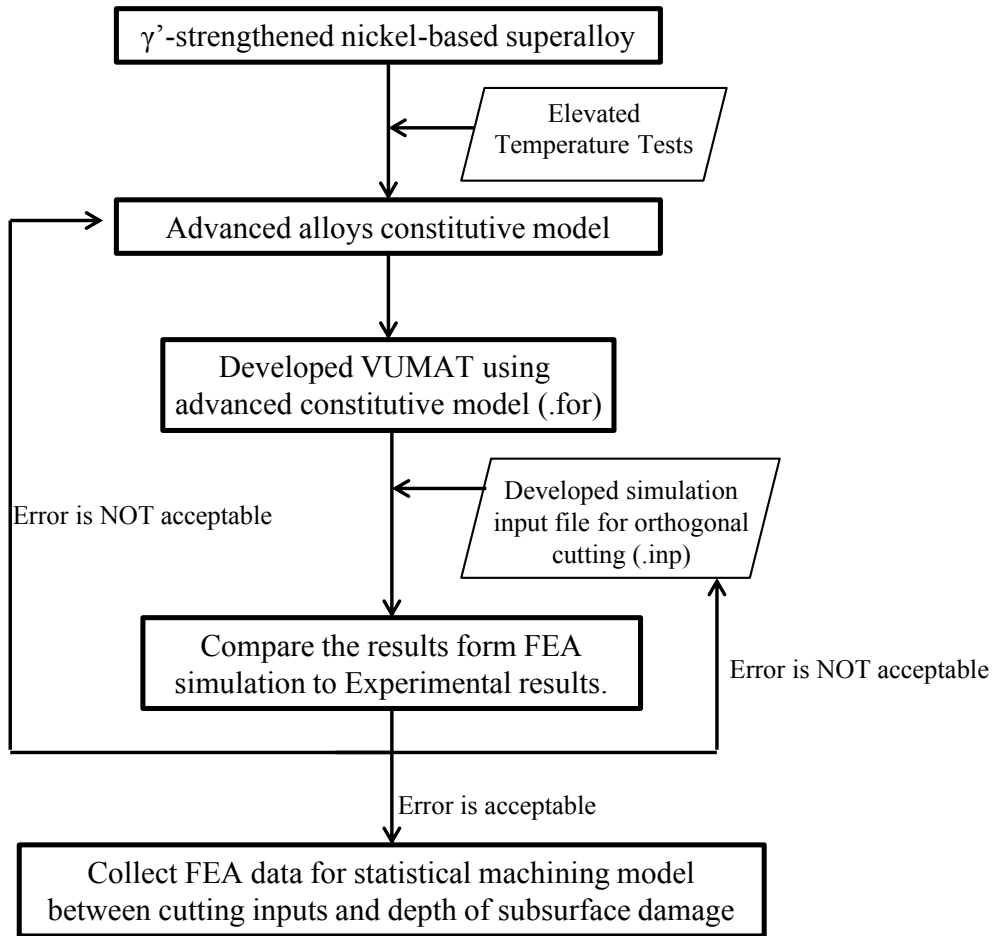 γ’-strengthened nickel-based superalloy
Elevated
Temperature Tests
Advanced alloys constitutive model
Developed VUMAT using
advanced constitutive model (.for)
Error is NOT acceptable
Developed simulation
input file for orthogonal
cutting (.inp)
Compare the results form FEA
simulation to Experimental results.
Error is NOT acceptable
Error is acceptable
Collect FEA data for statistical machining model
between cutting inputs and depth of subsurface damage